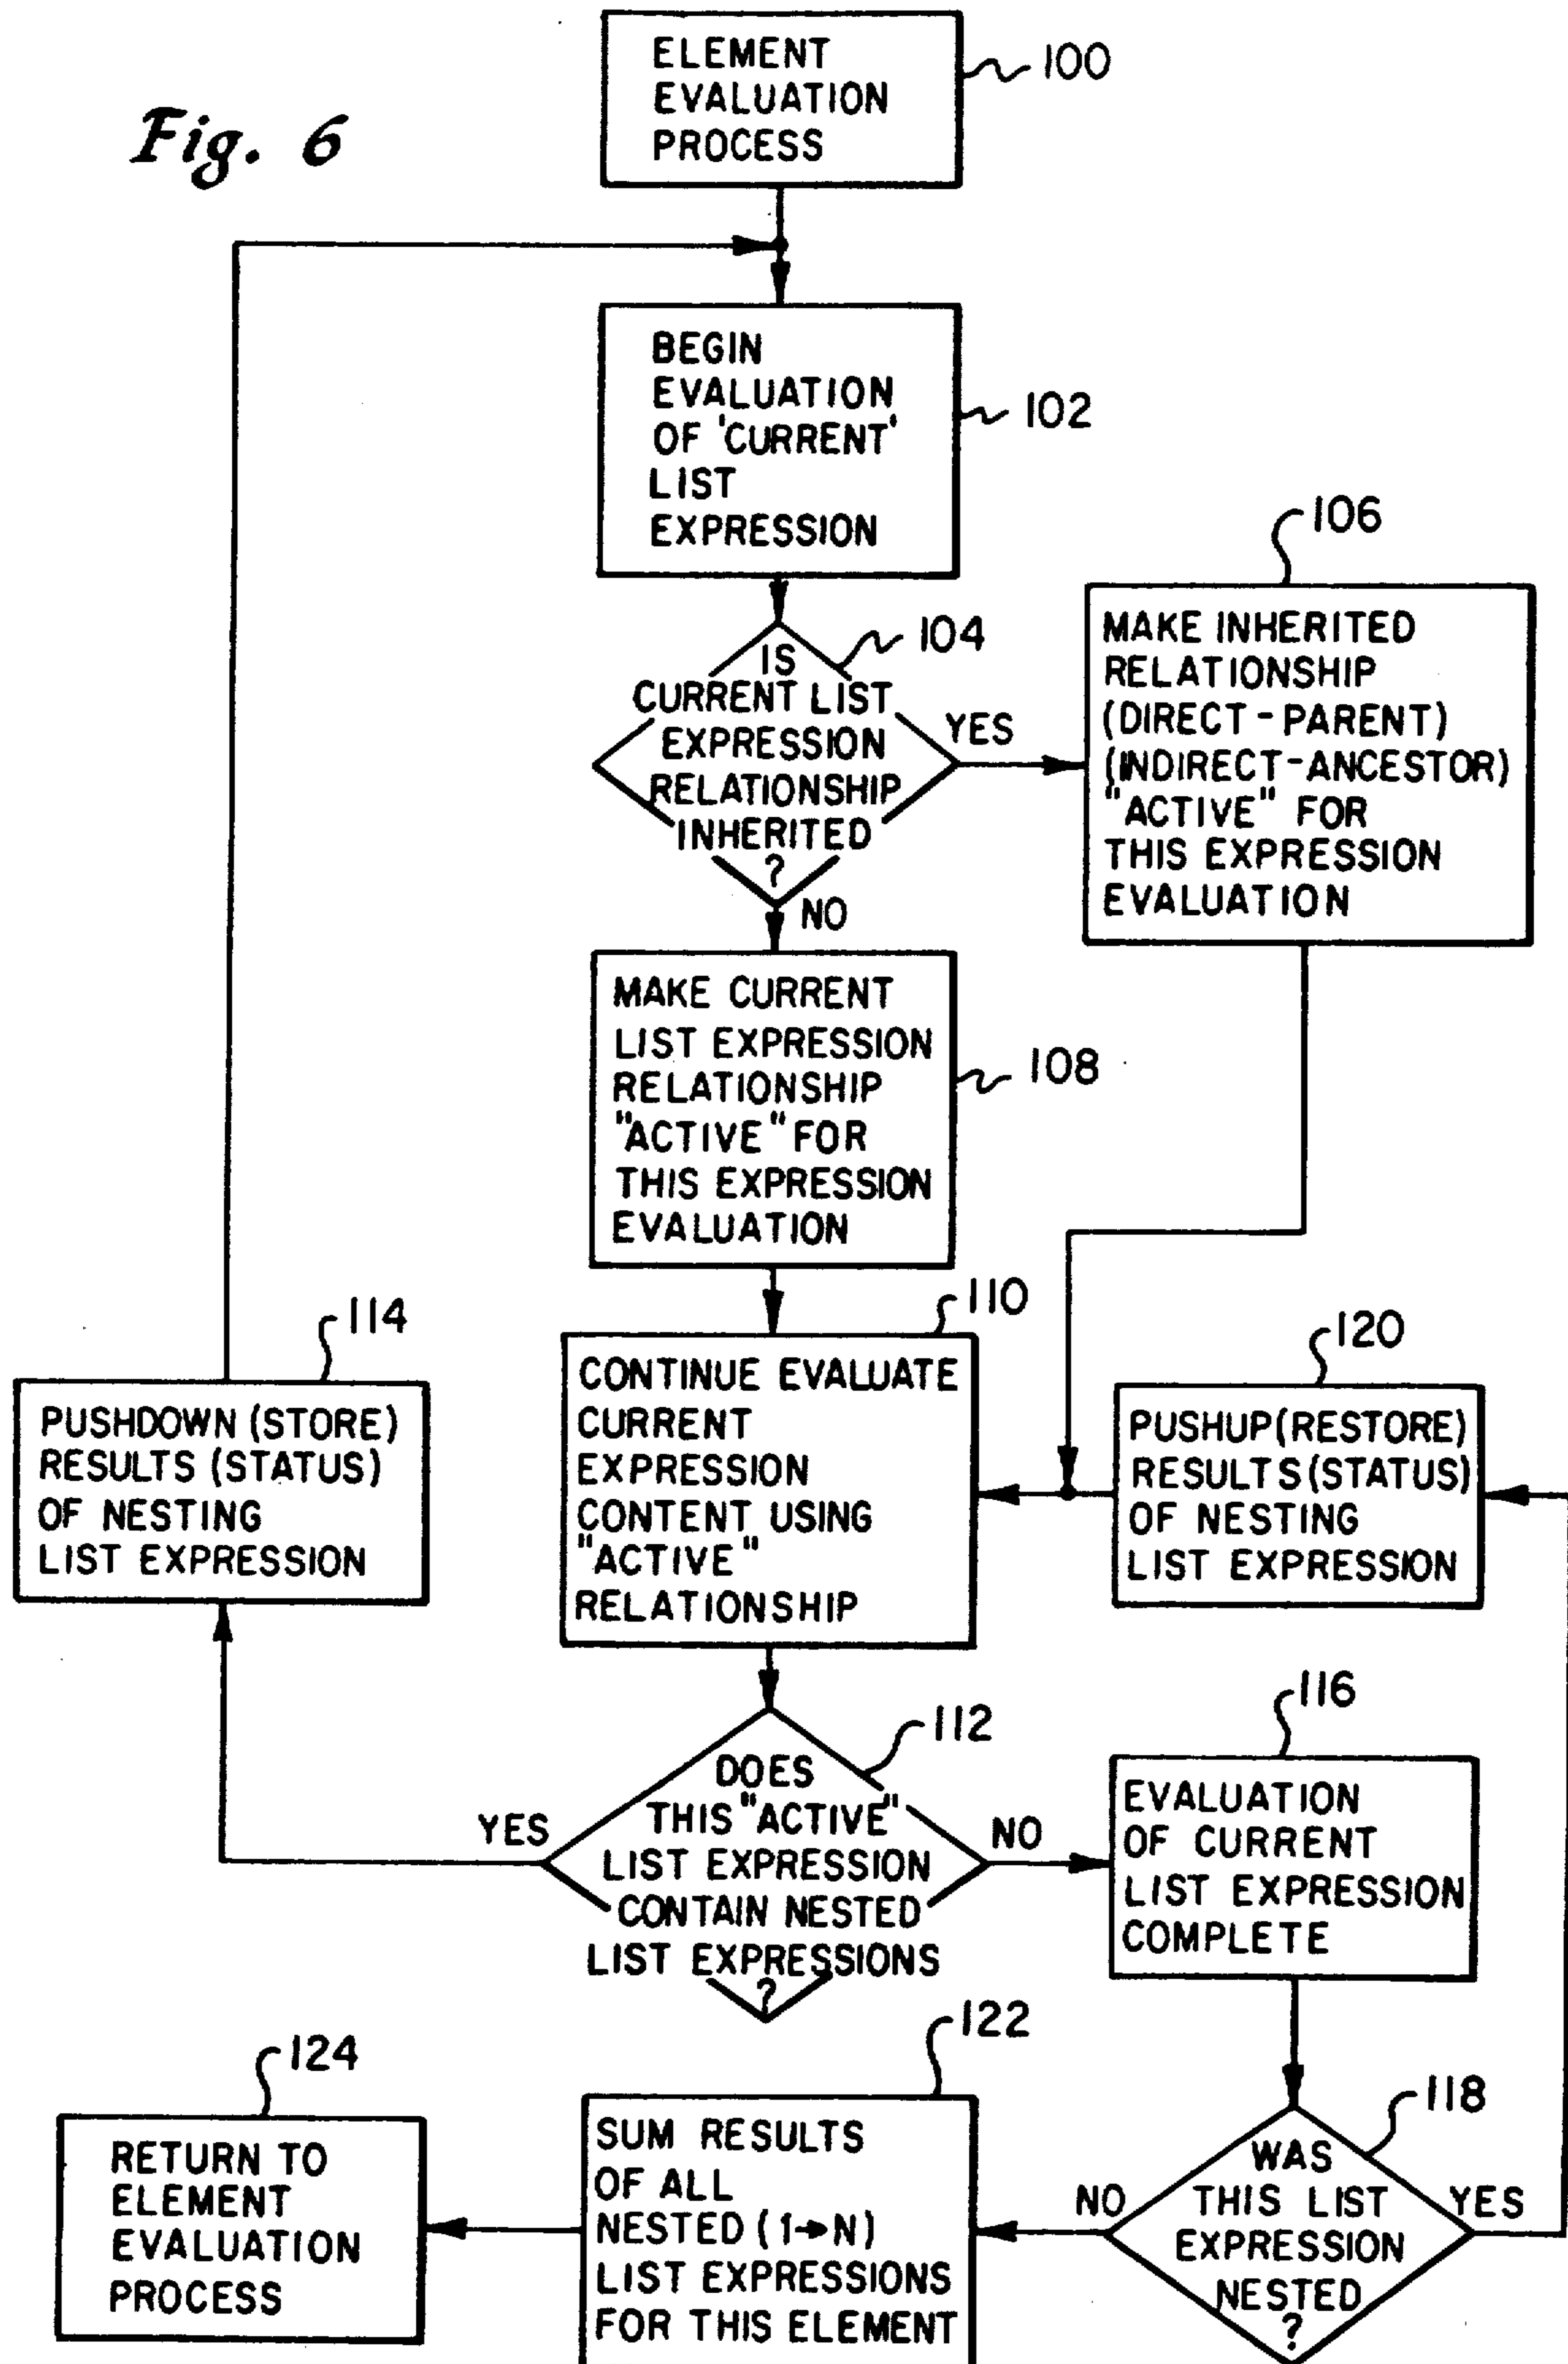 Fig. 6
ELEMENT
EVALUATION
PROCESS
100
BEGIN
EVALUATION
OF 'CURRENT'
LIST
EXPRESSION
102
IS
CURRENT LIST
EXPRESSION
RELATIONSHIP
INHERITED
?
104
YES
NO
106
MAKE INHERITED
RELATIONSHIP
(DIRECT-PARENT)
(INDIRECT-ANCESTOR)
"ACTIVE" FOR
THIS EXPRESSION
EVALUATION
MAKE CURRENT
LIST EXPRESSION
RELATIONSHIP
"ACTIVE" FOR
THIS EXPRESSION
EVALUATION
108
110
CONTINUE EVALUATE
CURRENT
EXPRESSION
CONTENT USING
"ACTIVE"
RELATIONSHIP
114
PUSHDOWN (STORE)
RESULTS (STATUS)
OF NESTING
LIST EXPRESSION
120
PUSHUP (RESTORE)
RESULTS (STATUS)
OF NESTING
LIST EXPRESSION
112
DOES
THIS "ACTIVE"
LIST EXPRESSION
CONTAIN NESTED
LIST EXPRESSIONS
?
YES
NO
116
EVALUATION
OF CURRENT
LIST EXPRESSION
COMPLETE
118
WAS
THIS LIST
EXPRESSION
NESTED
?
NO
YES
122
SUM RESULTS
OF ALL
NESTED (1→N)
LIST EXPRESSIONS
FOR THIS ELEMENT
124
RETURN TO
ELEMENT
EVALUATION
PROCESS